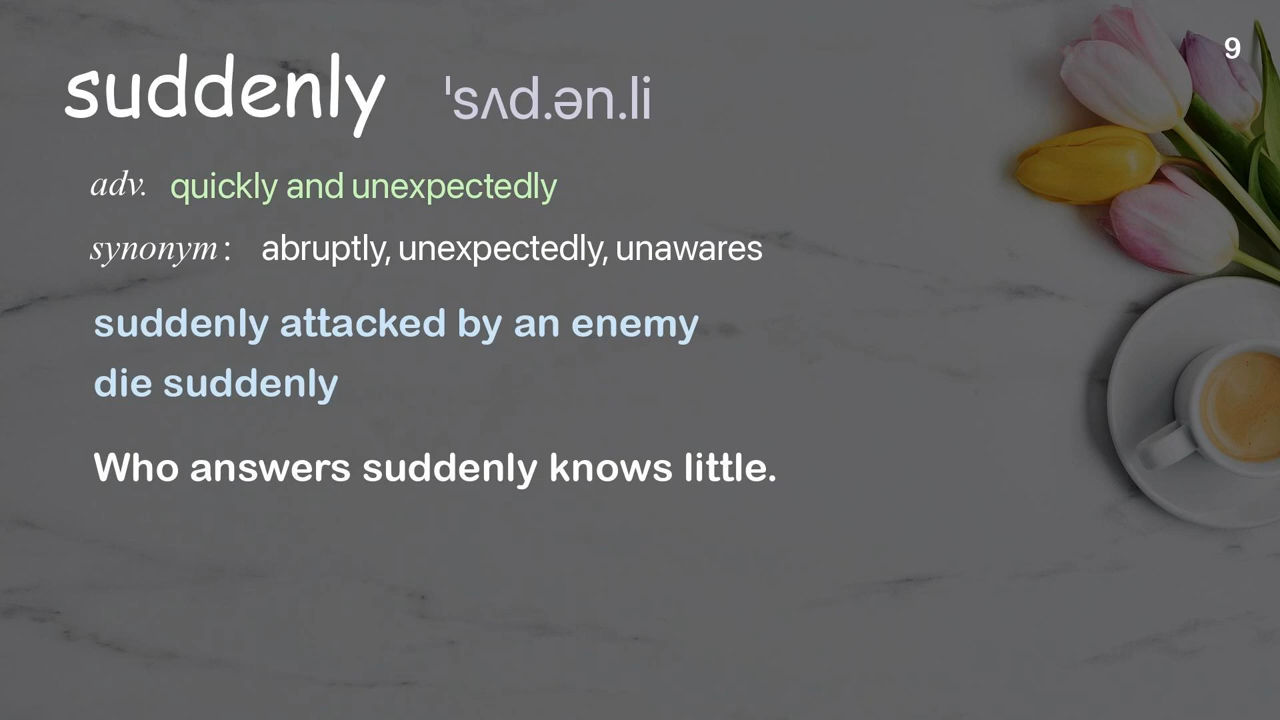 9
suddenly ˈsʌd.ən.li
adv. quickly and unexpectedly
synonym: abruptly, unexpectedly, unawares
suddenly attacked by an enemy
die suddenly
Who answers suddenly knows little.